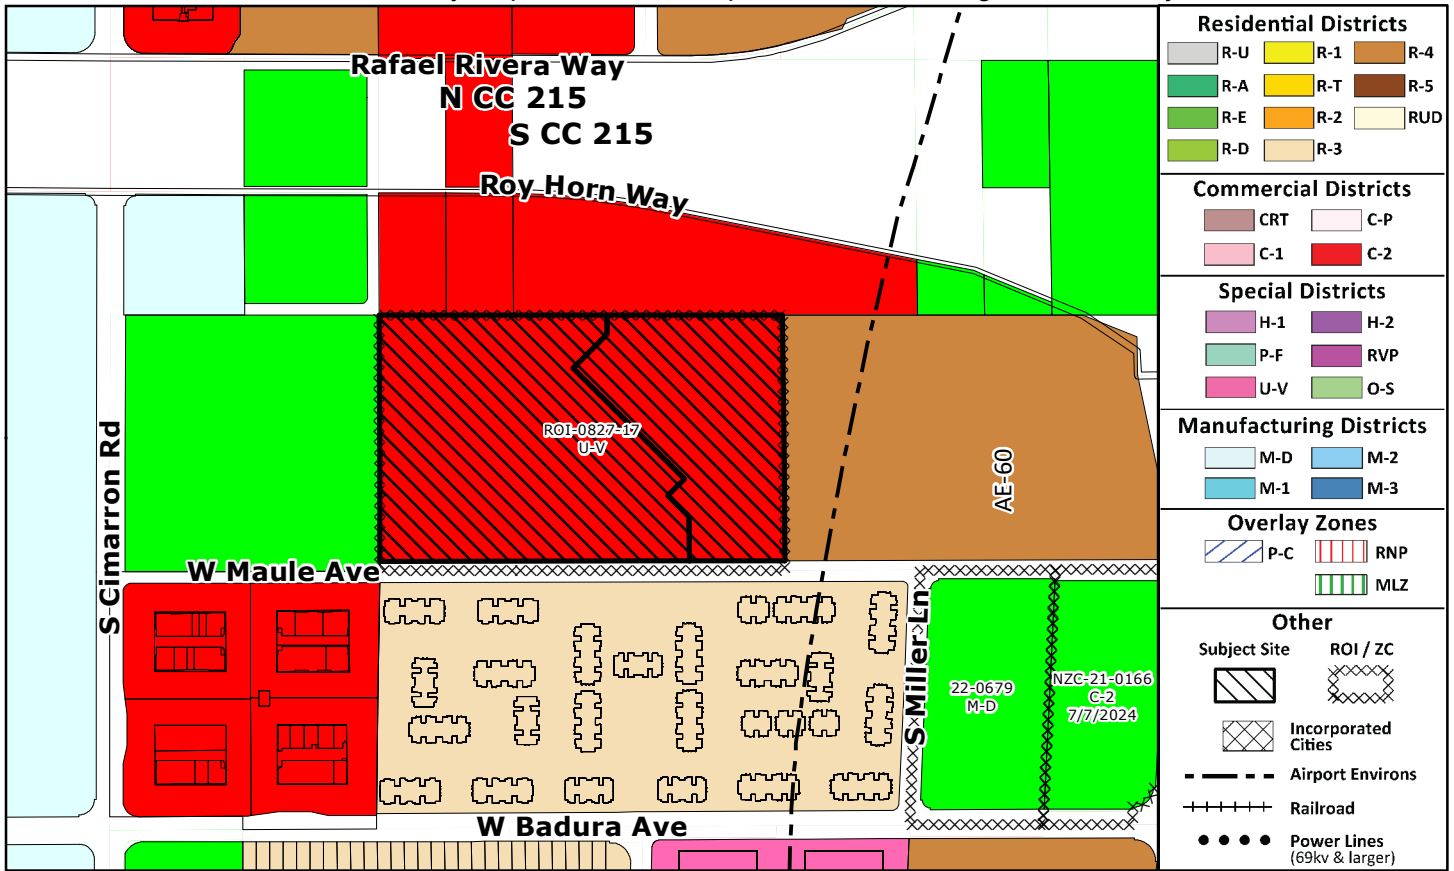 Rafael Rivera Way
N CC 215
S CC 215
Roy Horn Way
S Cimarron Rd
ROI-0827-17
U-V
AE-60
W Maule Ave
S Miller Ln
22-0679
M-D
NZC-21-0166
C-2
7/7/2024
W Badura Ave
Residential Districts
R-U R-1 R-4
R-A R-T R-5
R-E R-2 RUD
R-D R-3
Commercial Districts
CRT C-P
C-1 C-2
Special Districts
H-1 H-2
P-F RVP
U-V O-S
Manufacturing Districts
M-D M-2
M-1 M-3
Overlay Zones
P-C RNP
MLZ
Other
Subject Site ROI / ZC
Incorporated
Cities
Airport Environs
Railroad
Power Lines
(69kv & larger)